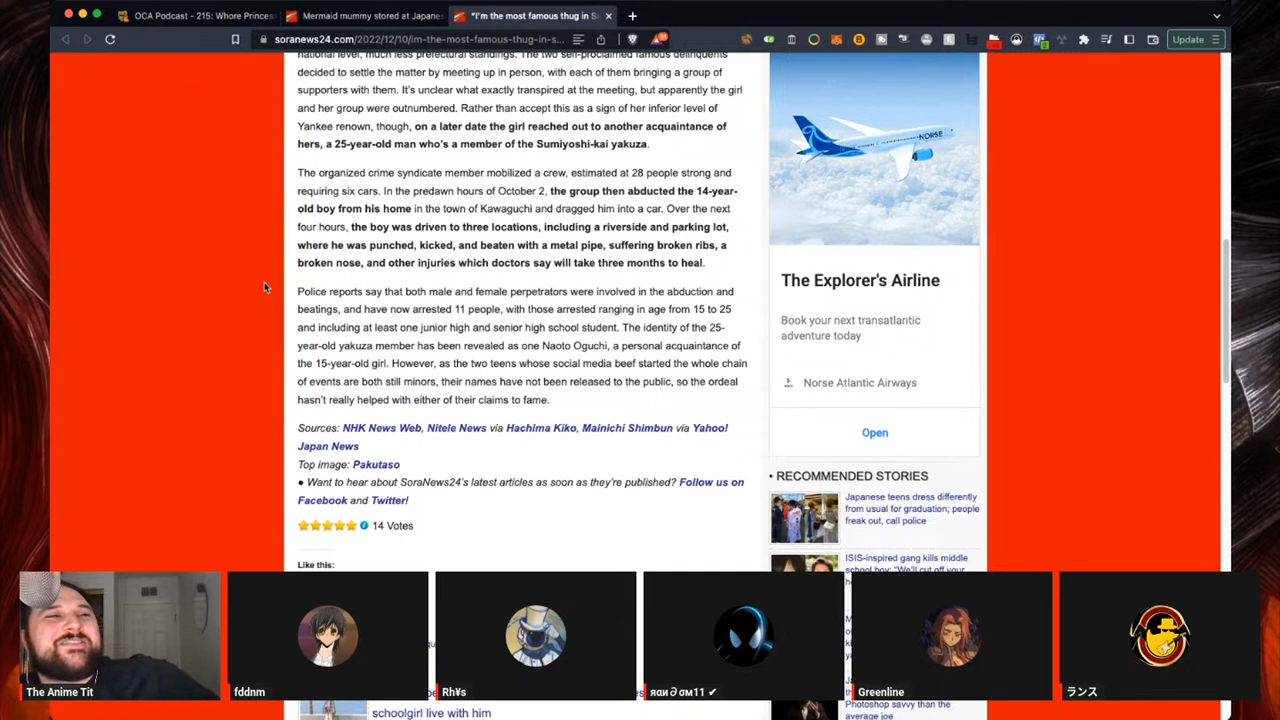 OCA Podcast - 215: Whore Princes
Mermaid mummy stored at Japanes
"I'm the most famous thug in S
soranews24.com/2022/12/10/im-the-most-famous-thug-in-s...
Update
national level, much less prefectural standings. The two self-proclaimed famous delinquents
decided to settle the matter by meeting up in person, with each of them bringing a group of
supporters with them. It's unclear what exactly transpired at the meeting, but apparently the girl
and her group were outnumbered. Rather than accept this as a sign of her inferior level of
Yankee renown, though, on a later date the girl reached out to another acquaintance of
hers, a 25-year-old man who's a member of the Sumiyoshi-kai yakuza.
The organized crime syndicate member mobilized a crew, estimated at 28 people strong and
requiring six cars. In the predawn hours of October 2, the group then abducted the 14-year-
old boy from his home in the town of Kawaguchi and dragged him into a car. Over the next
four hours, the boy was driven to three locations, including a riverside and parking lot,
where he was punched, kicked, and beaten with a metal pipe, suffering broken ribs, a
broken nose, and other injuries which doctors say will take three months to heal.
Police reports say that both male and female perpetrators were involved in the abduction and
beatings, and have now arrested 11 people, with those arrested ranging in age from 15 to 25
and including at least one junior high and senior high school student. The identity of the 25-
year-old yakuza member has been revealed as one Naoto Oguchi, a personal acquaintance of
the 15-year-old girl. However, as the two teens whose social media beef started the whole chain
of events are both still minors, their names have not been released to the public, so the ordeal
hasn't really helped with either of their claims to fame.
Sources: NHK News Web, Nitele News via Hachima Kiko, Mainichi Shimbun via Yahoo!
Japan News
Top image: Pakutaso
● Want to hear about SoraNews24's latest articles as soon as they're published? Follow us on
Facebook and Twitter!
14 Votes
Like this:
schoolgirl live with him
NORSE
The Explorer's Airline
Book your next transatlantic
adventure today
Norse Atlantic Airways
Open
• RECOMMENDED STORIES
Japanese teens dress differently
from usual for graduation; people
freak out, call police
ISIS-inspired gang kills middle
school boy: "We'll cut off your
Photoshop savvy than the
average joe
The Anime Tit
fddnm
Rh¥s
яαи∂σм11 ✔
Greenline
ランス